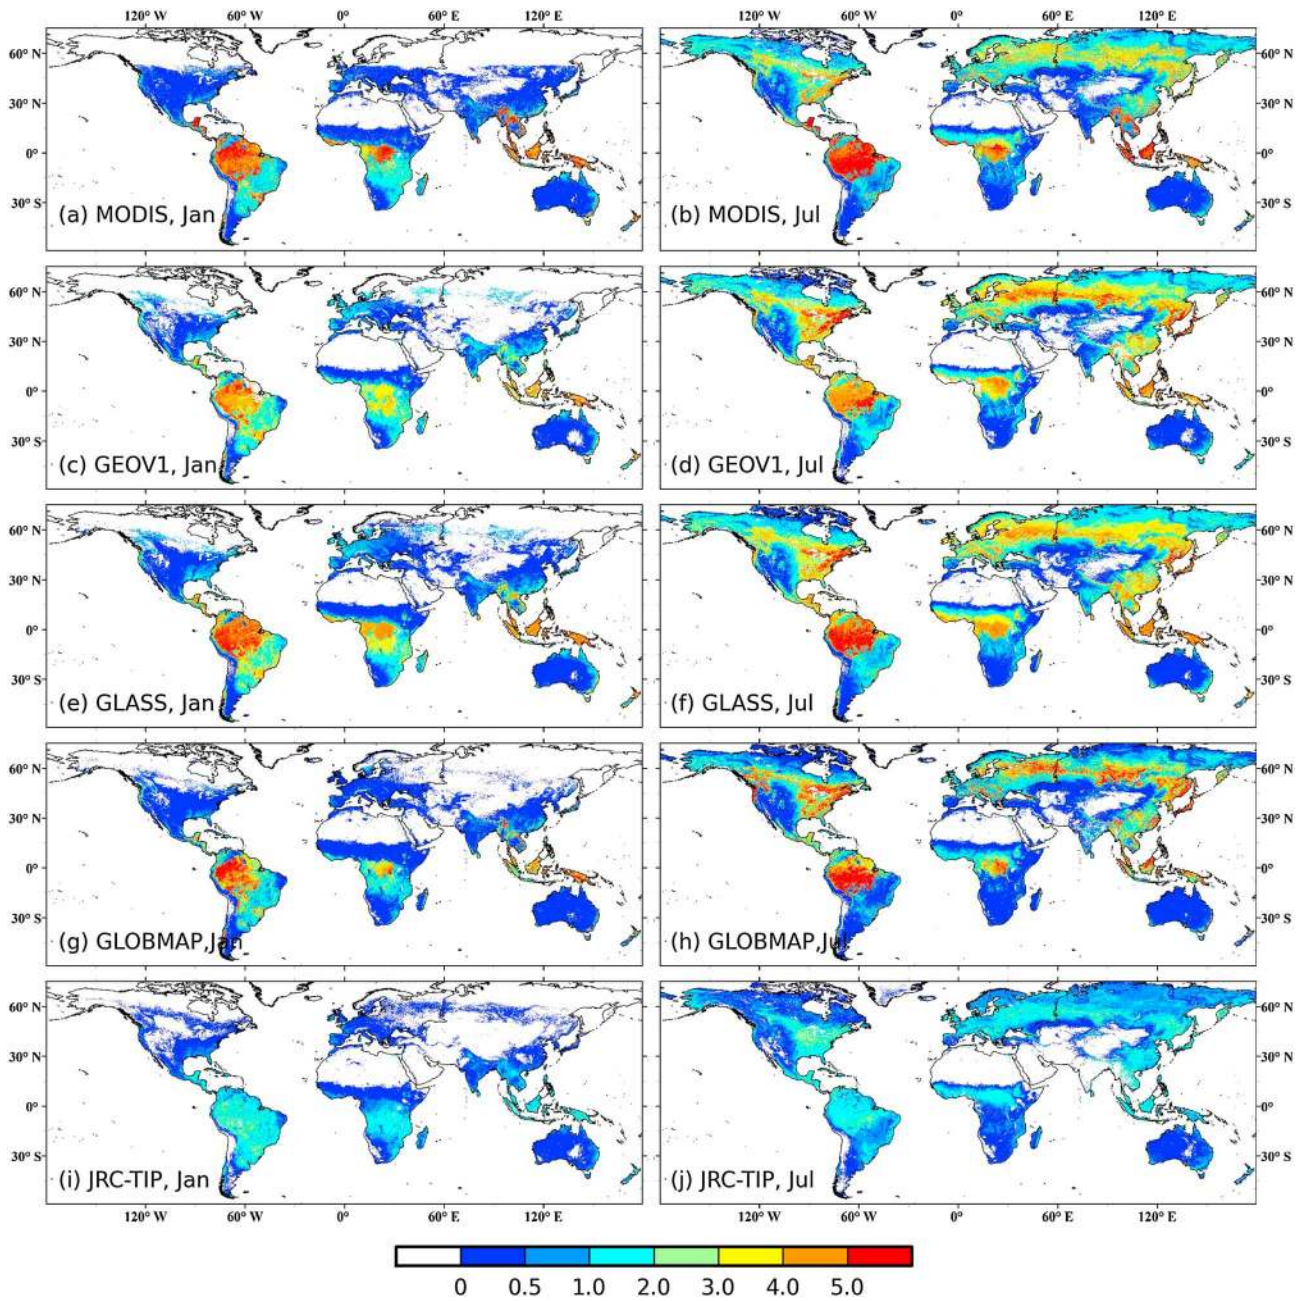 120° W 60° W 0° 60° E 120° E 120° W 60° W 0° 60° E 120° E
60° N 60° N
30° N 30° N
0° 0°
30° S 30° S
(a) MODIS, Jan (b) MODIS, Jul
60° N 60° N
30° N 30° N
0° 0°
30° S 30° S
(c) GEOV1, Jan (d) GEOV1, Jul
60° N 60° N
30° N 30° N
0° 0°
30° S 30° S
(e) GLASS, Jan (f) GLASS, Jul
60° N 60° N
30° N 30° N
0° 0°
30° S 30° S
(g) GLOBMAP,Jan (h) GLOBMAP,Jul
60° N 60° N
30° N 30° N
0° 0°
30° S 30° S
(i) JRC-TIP, Jan (j) JRC-TIP, Jul
120° W 60° W 0° 60° E 120° E 120° W 60° W 0° 60° E 120° E
0 0.5 1.0 2.0 3.0 4.0 5.0